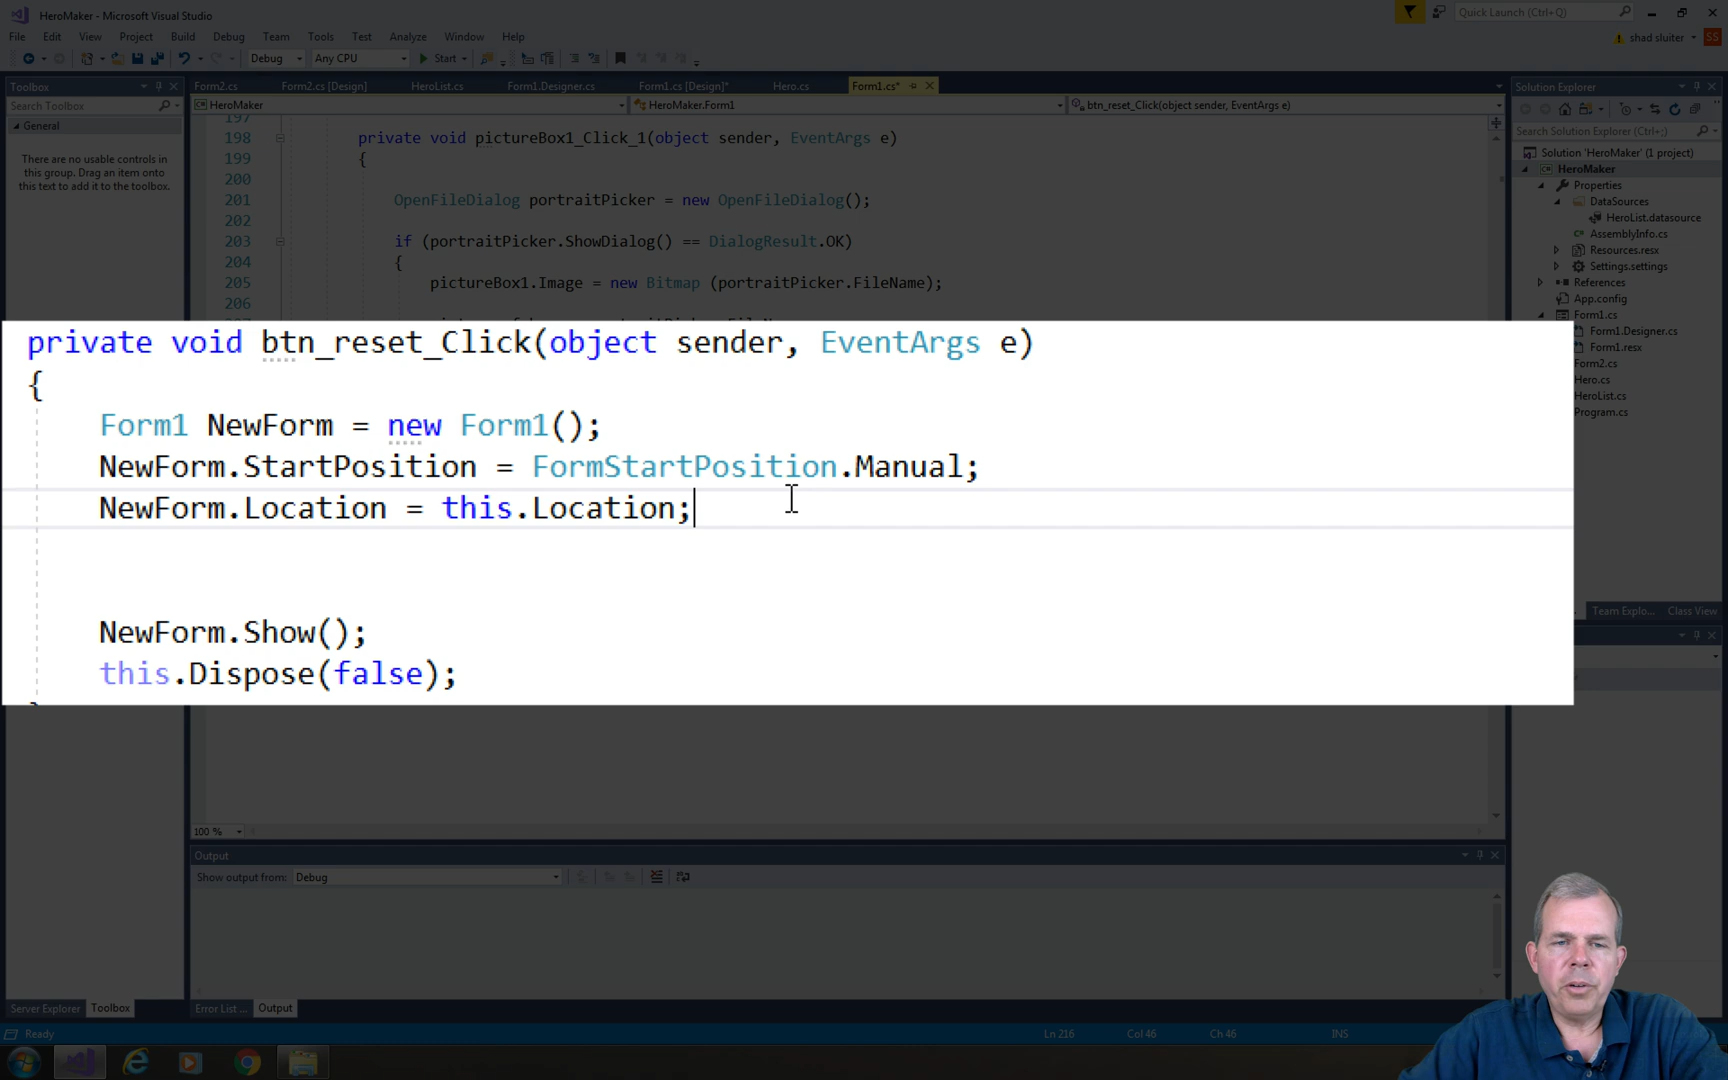 HeroMaker - Microsoft Visual Studio
Quick Launch (Ctrl+Q)
File Edit View Project Build Debug Team Tools Test Analyze Window Help
shad sluiter SS
Debug Any CPU Start
Toolbox
Search Toolbox
General
There are no usable controls in
this group. Drag an item onto
this text to add it to the toolbox.
Form2.cs Form2.cs [Design] HeroList.cs Form1.Designer.cs Form1.cs [Design]* Hero.cs Form1.cs*
HeroMaker HeroMaker.Form1 btn_reset_Click(object sender, EventArgs e)
197
198 private void pictureBox1_Click_1(object sender, EventArgs e)
199 {
200
201 OpenFileDialog portraitPicker = new OpenFileDialog();
202
203 if (portraitPicker.ShowDialog() == DialogResult.OK)
204 {
205 pictureBox1.Image = new Bitmap (portraitPicker.FileName);
206
private void btn_reset_Click(object sender, EventArgs e)
{
Form1 NewForm = new Form1();
NewForm.StartPosition = FormStartPosition.Manual;
NewForm.Location = this.Location;
NewForm.Show();
this.Dispose(false);
100 %
Output
Show output from: Debug
Solution Explorer
Search Solution Explorer (Ctrl+;)
Solution 'HeroMaker' (1 project)
HeroMaker
Properties
DataSources
HeroList.datasource
AssemblyInfo.cs
Resources.resx
Settings.settings
References
App.config
Form1.cs
Form1.Designer.cs
Form1.resx
Form2.cs
Hero.cs
HeroList.cs
Program.cs
Team Explo... Class View
Server Explorer Toolbox Error List ... Output
Ready Ln 216 Col 46 Ch 46 INS